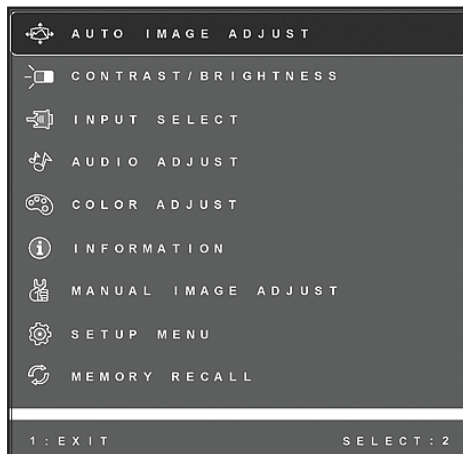 AUTO IMAGE ADJUST
CONTRAST/BRIGHTNESS
INPUT SELECT
AUDIO ADJUST
COLOR ADJUST
INFORMATION
MANUAL IMAGE ADJUST
SETUP MENU
MEMORY RECALL
1:EXIT SELECT:2